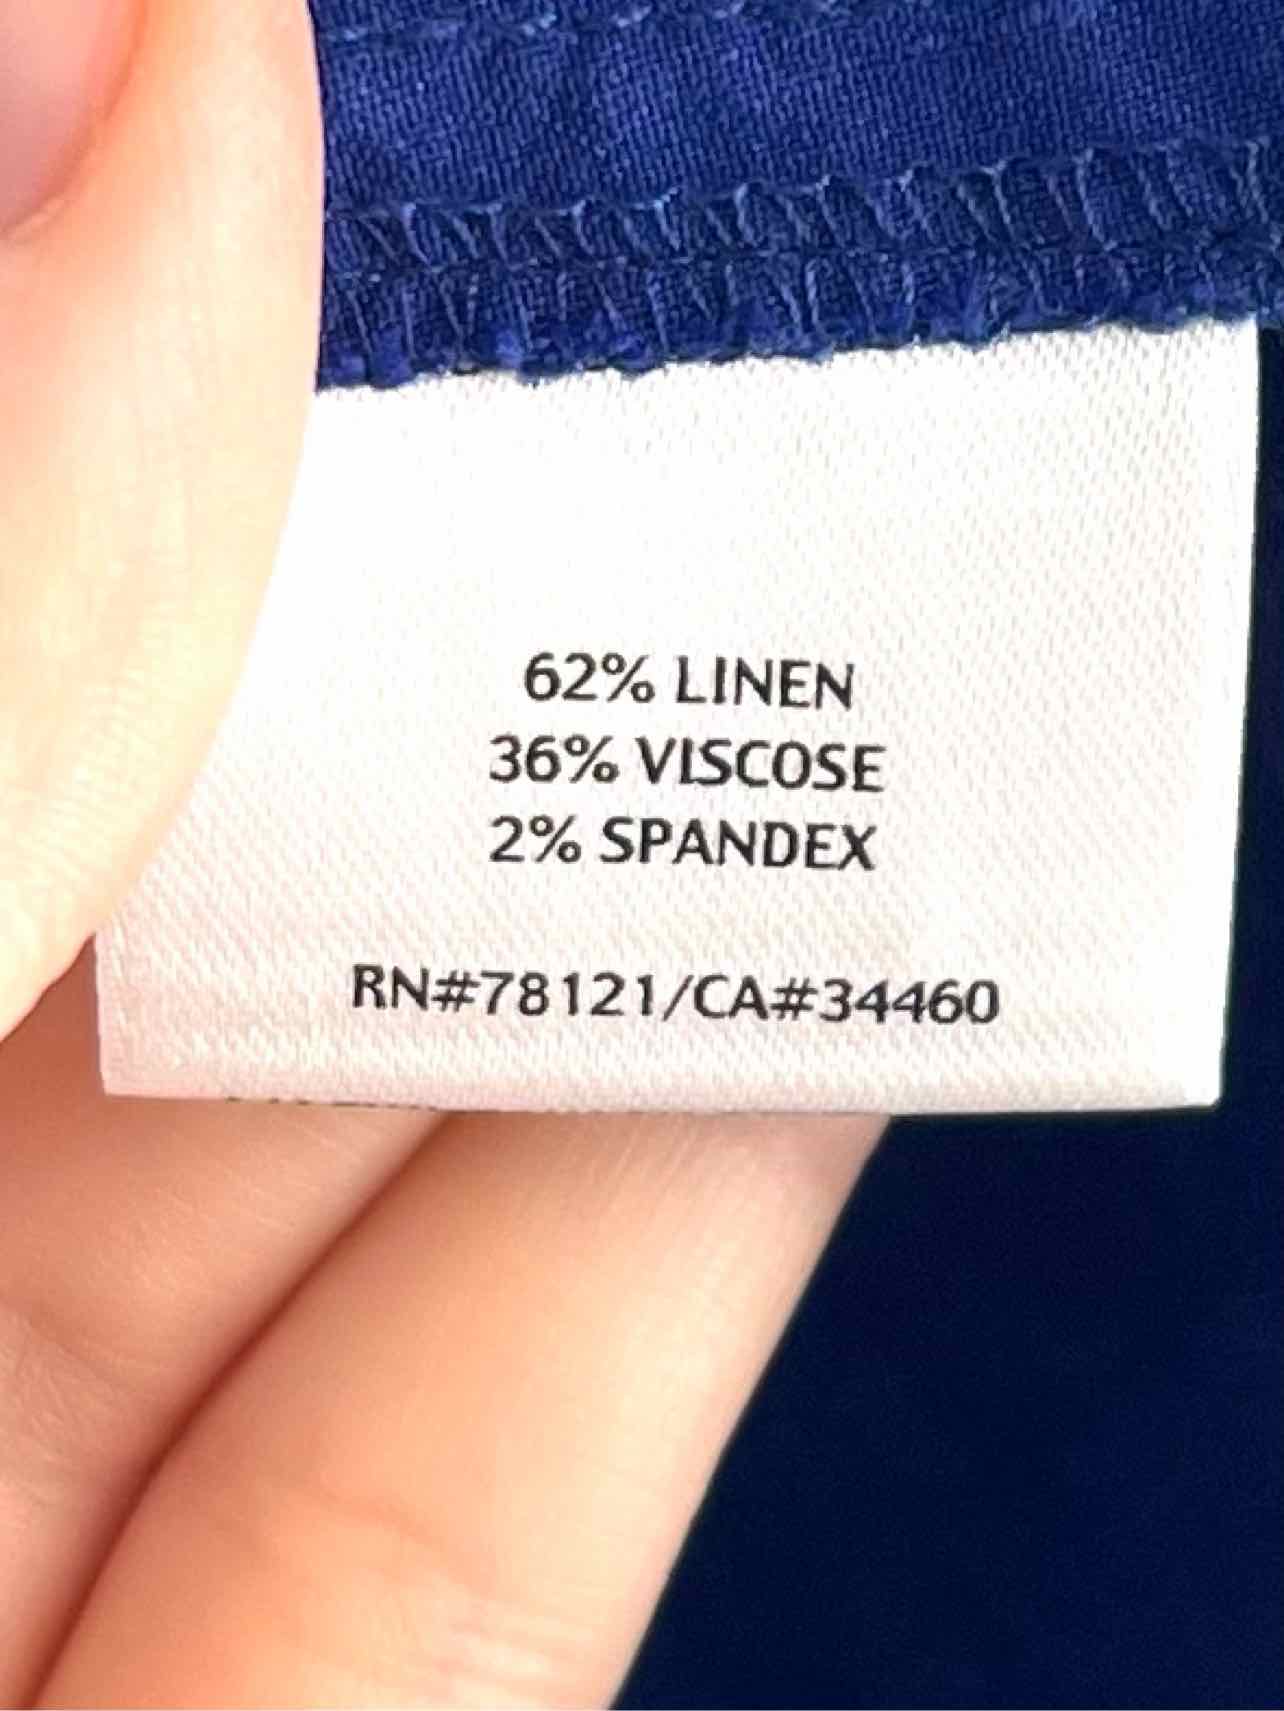 62% LINEN
36% VISCOSE
2% SPANDEX
RN#78121/CA#34460